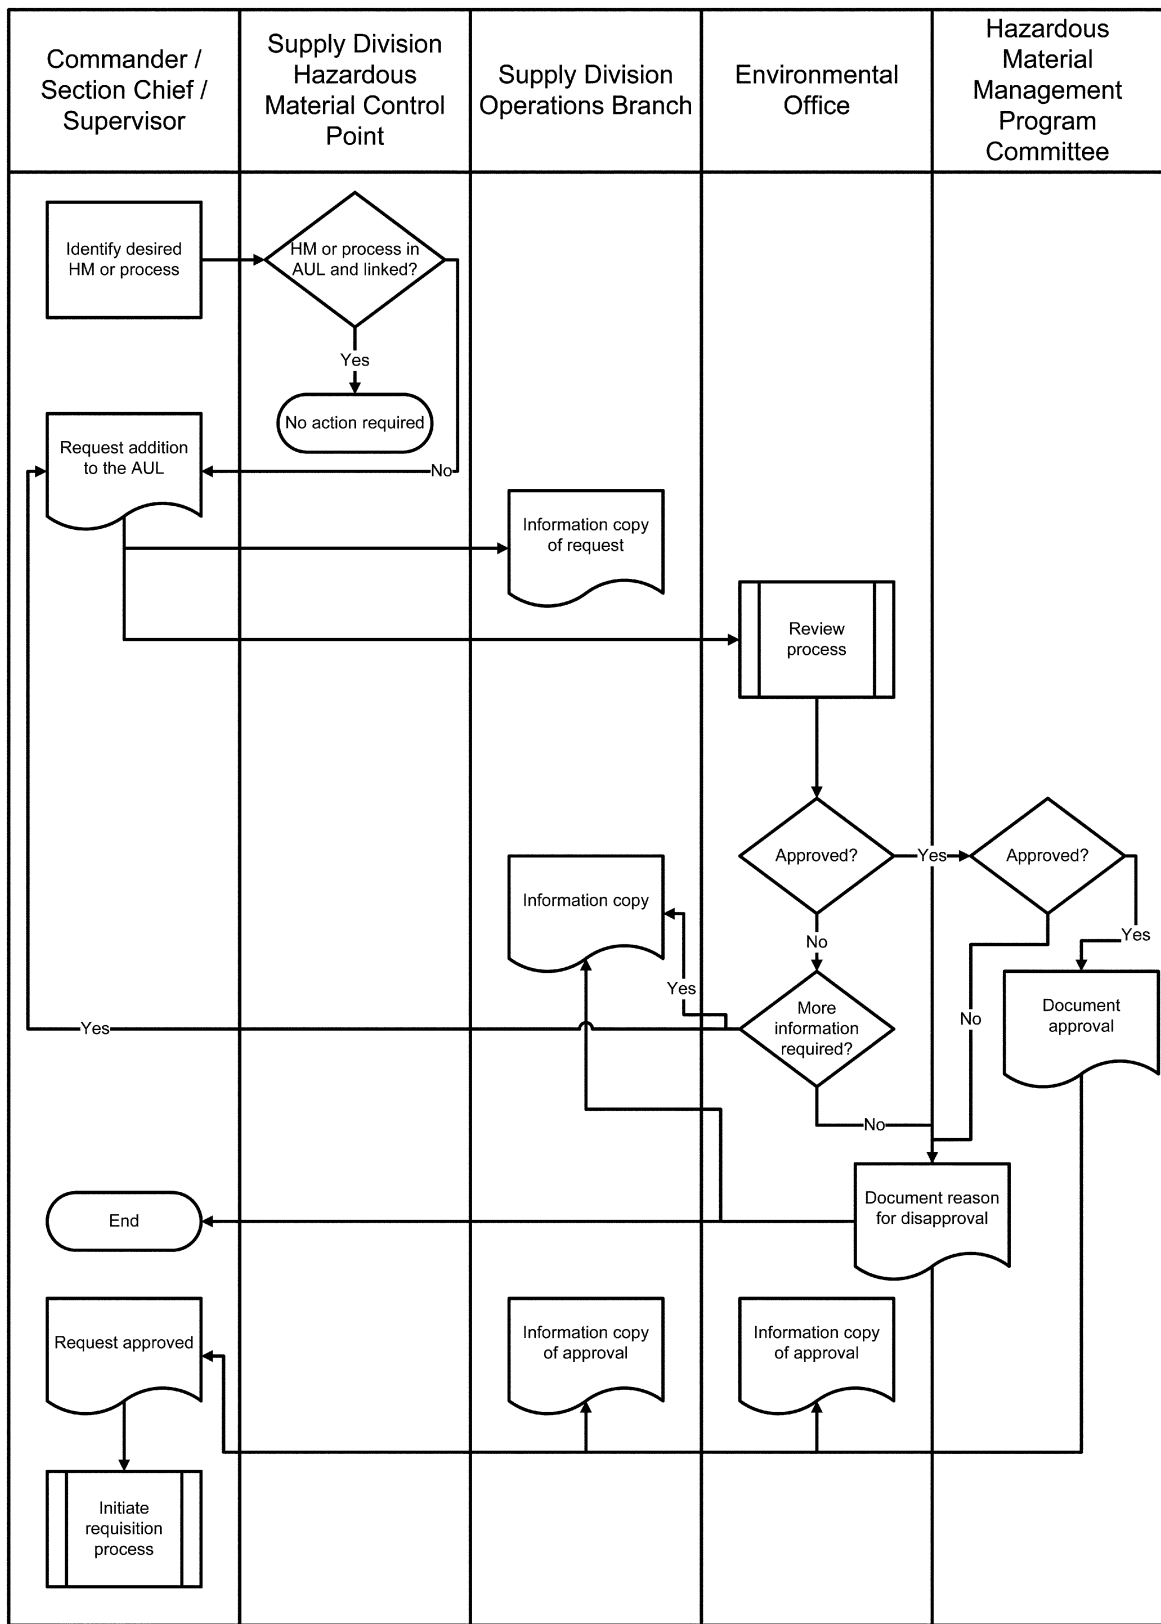 Commander /
Section Chief /
Supervisor
Supply Division
Hazardous
Material Control
Point
Supply Division
Operations Branch
Environmental
Office
Hazardous
Material
Management
Program
Committee
Identify desired
HM or process
HM or process in
AUL and linked?
Yes
No action required
Request addition
to the AUL
No
Information copy
of request
Review
process
Approved?
Yes
Approved?
Information copy
No
Yes
Yes
More
information
required?
Document
approval
No
Yes
No
Document reason
for disapproval
End
Request approved
Information copy
of approval
Information copy
of approval
Initiate
requisition
process